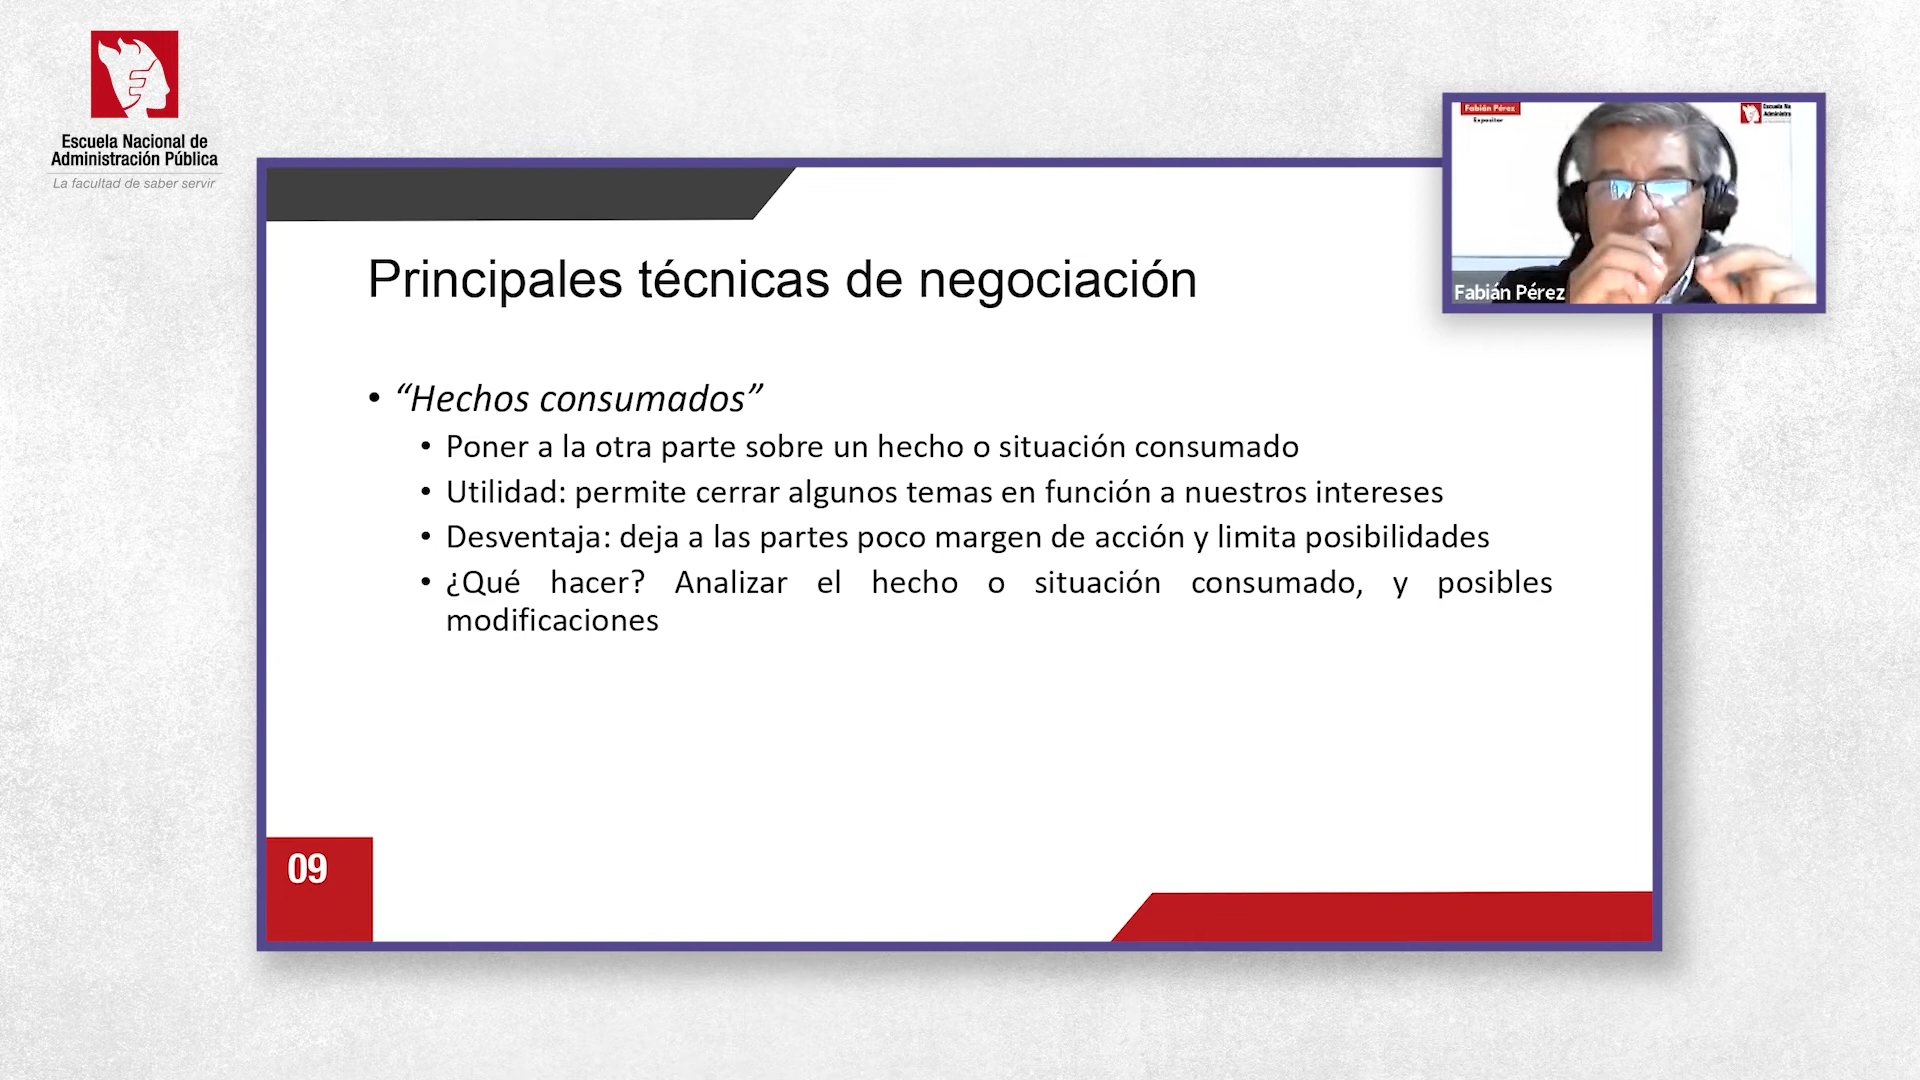 Escuela Nacional de
Administración Pública
La facultad de saber servir
Fabián Pérez
Expositor
Escuela Na
Administra
Fabián Pérez
Principales técnicas de negociación
• “Hechos consumados”
• Poner a la otra parte sobre un hecho o situación consumado
• Utilidad: permite cerrar algunos temas en función a nuestros intereses
• Desventaja: deja a las partes poco margen de acción y limita posibilidades
• ¿Qué hacer? Analizar el hecho o situación consumado, y posibles
modificaciones
09